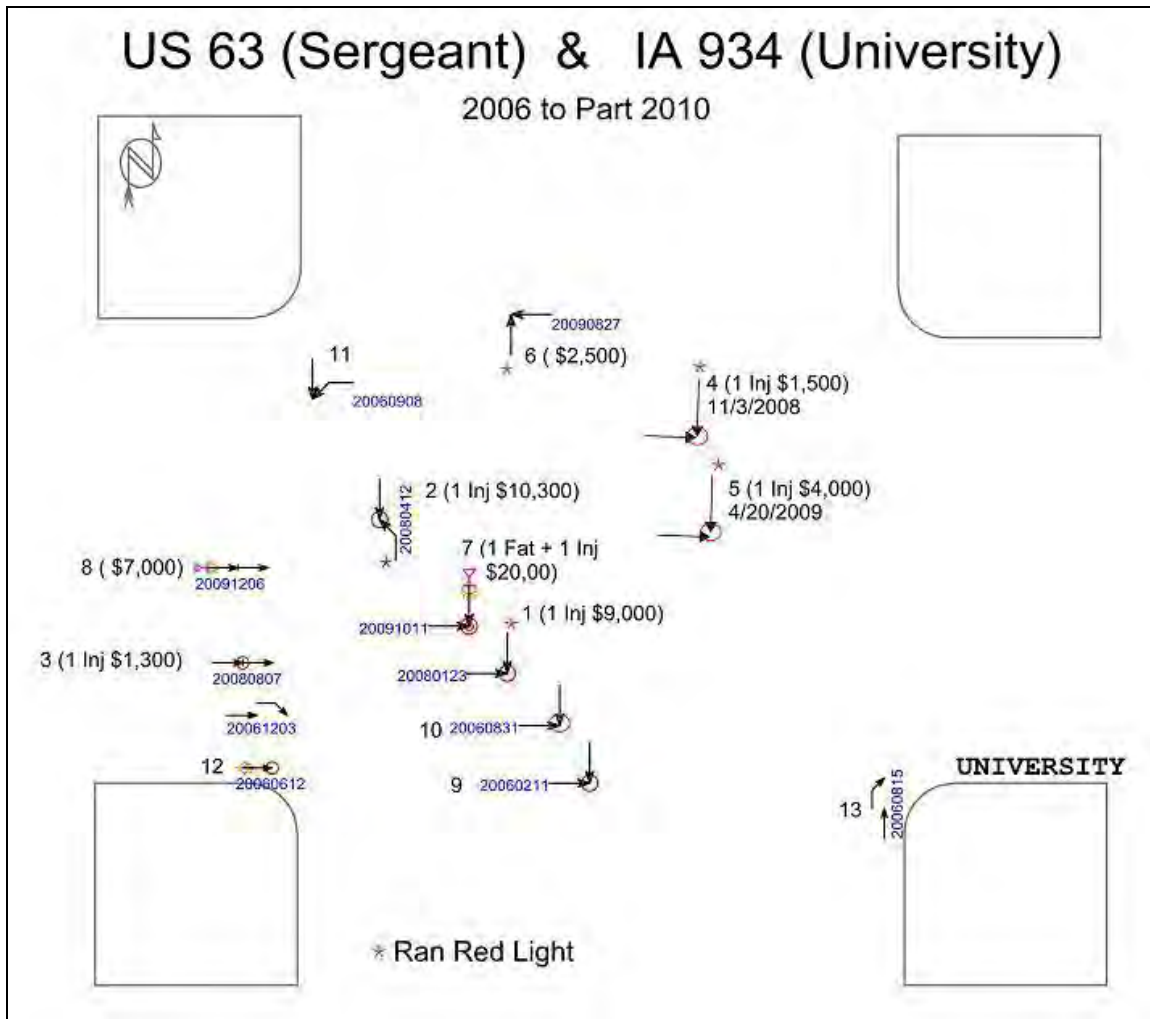 US 63 (Sergeant) & IA 934 (University)
2006 to Part 2010
N
20090827
6 ( $2,500)
11
20060908
4 (1 Inj $1,500)
11/3/2008
2 (1 Inj $10,300)
20080412
5 (1 Inj $4,000)
4/20/2009
7 (1 Fat + 1 Inj
$20,00)
8 ( $7,000)
20091206
20091011
1 (1 Inj $9,000)
3 (1 Inj $1,300)
20080807
20080123
20061203
10 20060831
12
20060612
9 20060211
UNIVERSITY
13
20060815
* Ran Red Light